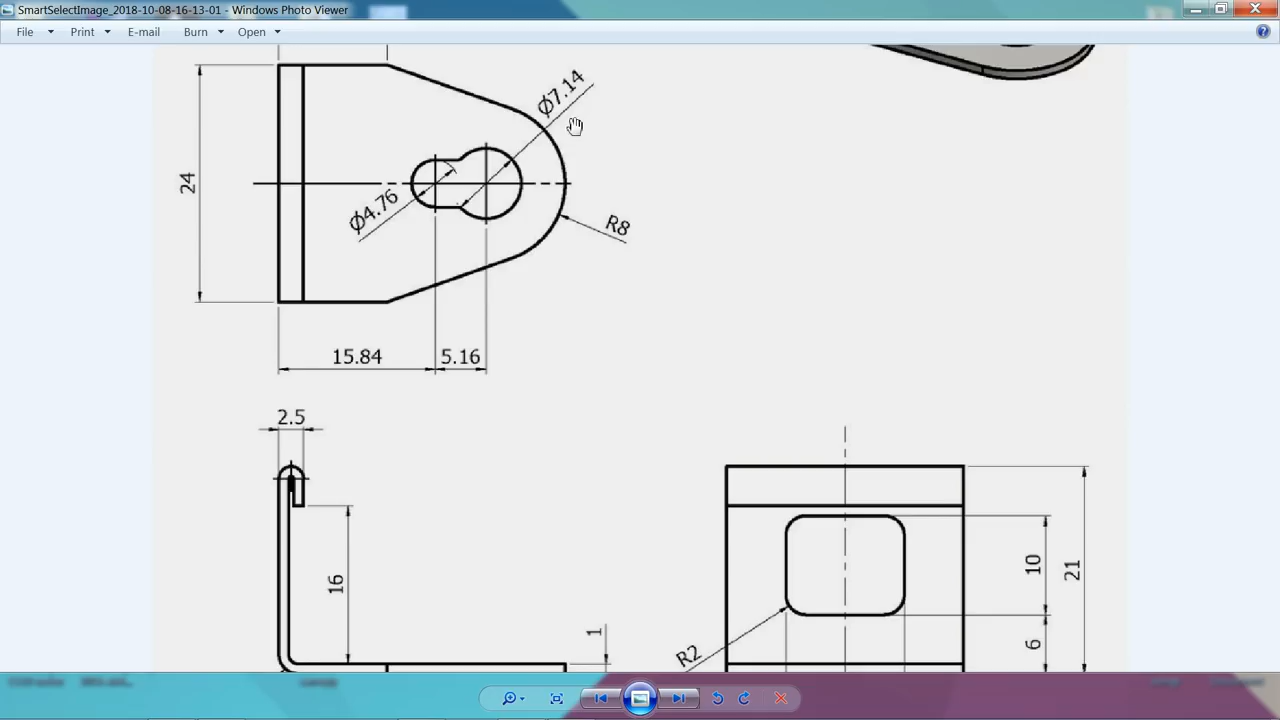 SmartSelectImage_2018-10-08-16-13-01 - Windows Photo Viewer
File Print E-mail Burn Open
Ø7.14
24
Ø4.76
R8
15.84 5.16
2.5
16
1
10
21
6
R2